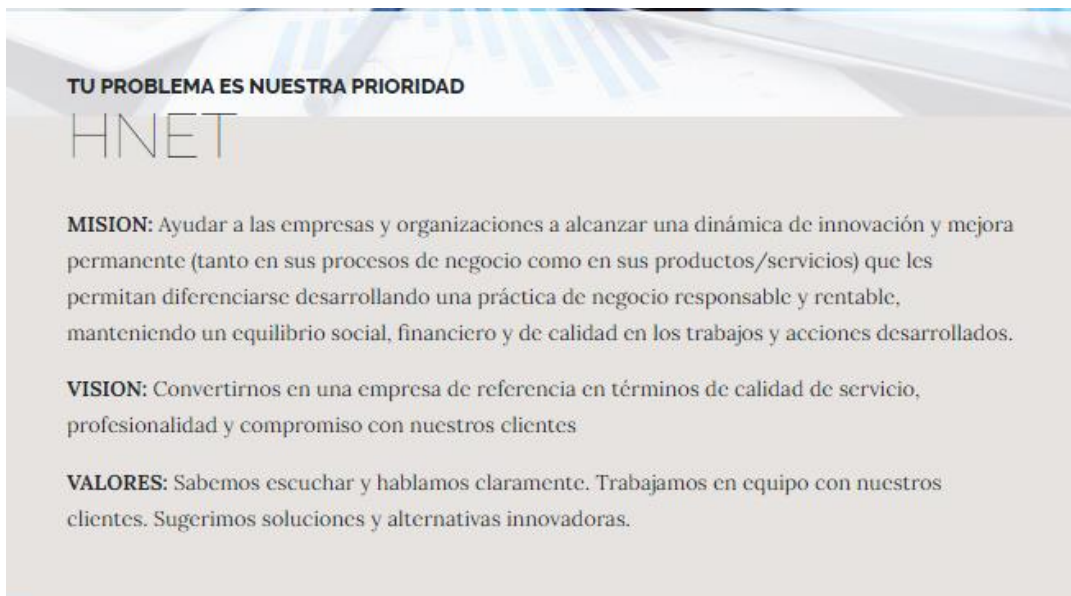 TU PROBLEMA ES NUESTRA PRIORIDAD
HNET
MISION: Ayudar a las empresas y organizaciones a alcanzar una dinámica de innovación y mejora
permanente (tanto en sus procesos de negocio como en sus productos/servicios) que les
permitan diferenciarse desarrollando una práctica de negocio responsable y rentable,
manteniendo un equilibrio social, financiero y de calidad en los trabajos y acciones desarrollados.
VISION: Convertirnos en una empresa de referencia en términos de calidad de servicio,
profesionalidad y compromiso con nuestros clientes
VALORES: Sabemos escuchar y hablamos claramente. Trabajamos en equipo con nuestros
clientes. Sugerimos soluciones y alternativas innovadoras.